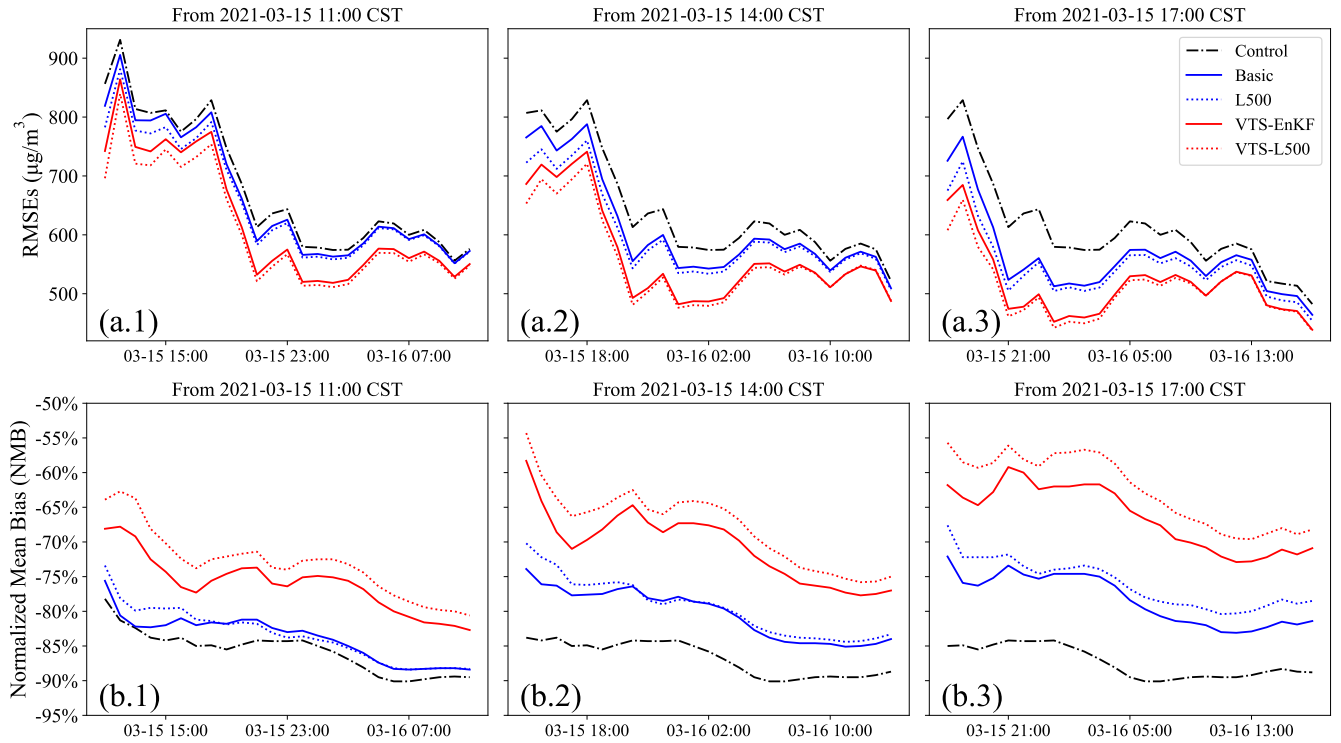 From 2021-03-15 11:00 CST
From 2021-03-15 14:00 CST
From 2021-03-15 17:00 CST
RMSEs (μg/m³)
900
800
700
600
500
Control
Basic
L500
VTS-EnKF
VTS-L500
(a.1)
(a.2)
(a.3)
03-15 15:00
03-15 23:00
03-16 07:00
03-15 18:00
03-16 02:00
03-16 10:00
03-15 21:00
03-16 05:00
03-16 13:00
From 2021-03-15 11:00 CST
From 2021-03-15 14:00 CST
From 2021-03-15 17:00 CST
Normalized Mean Bias (NMB)
-50%
-55%
-60%
-65%
-70%
-75%
-80%
-85%
-90%
-95%
(b.1)
(b.2)
(b.3)
03-15 15:00
03-15 23:00
03-16 07:00
03-15 18:00
03-16 02:00
03-16 10:00
03-15 21:00
03-16 05:00
03-16 13:00